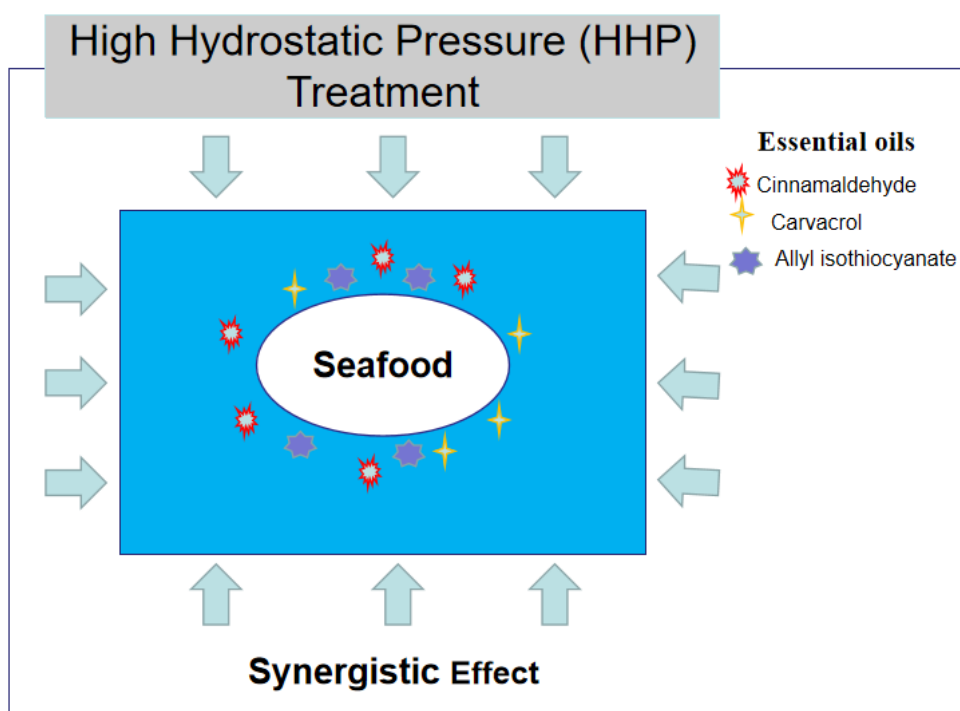 High Hydrostatic Pressure (HHP)
Treatment
Essential oils
Cinnamaldehyde
Carvacrol
Allyl isothiocyanate
Seafood
Synergistic Effect